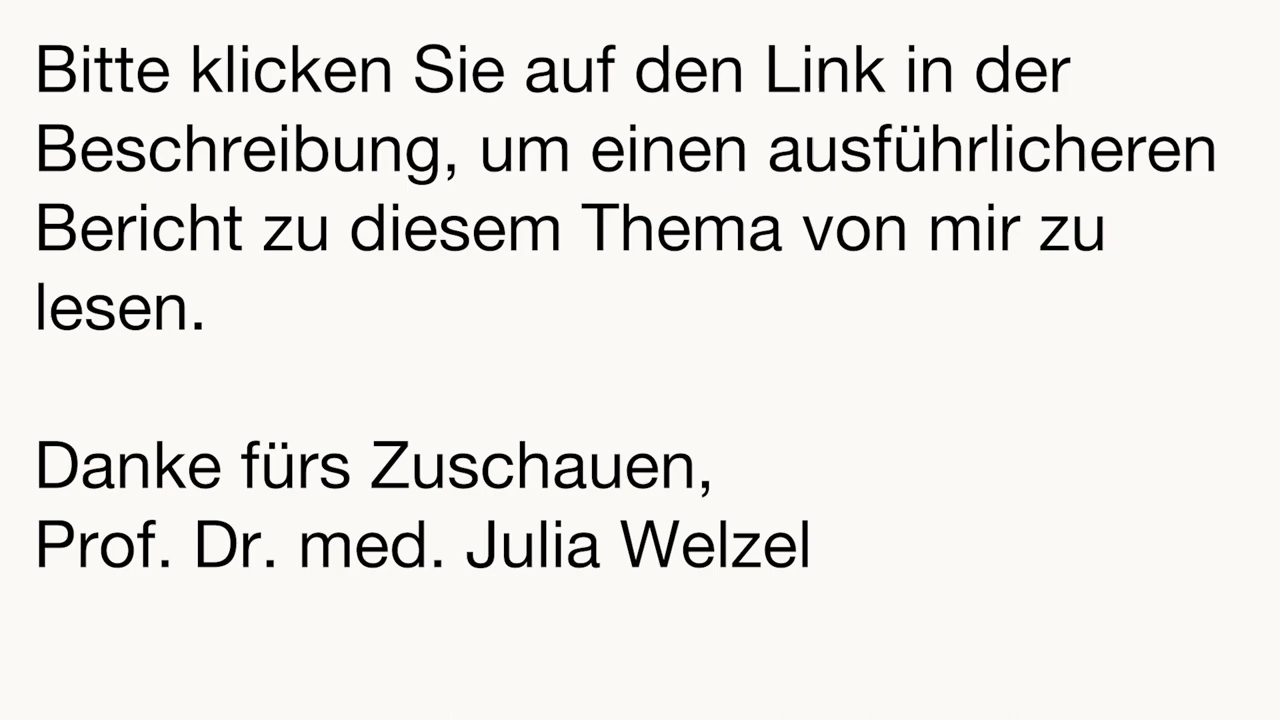 Bitte klicken Sie auf den Link in der
Beschreibung, um einen ausführlicheren
Bericht zu diesem Thema von mir zu
lesen.
Danke fürs Zuschauen,
Prof. Dr. med. Julia Welzel